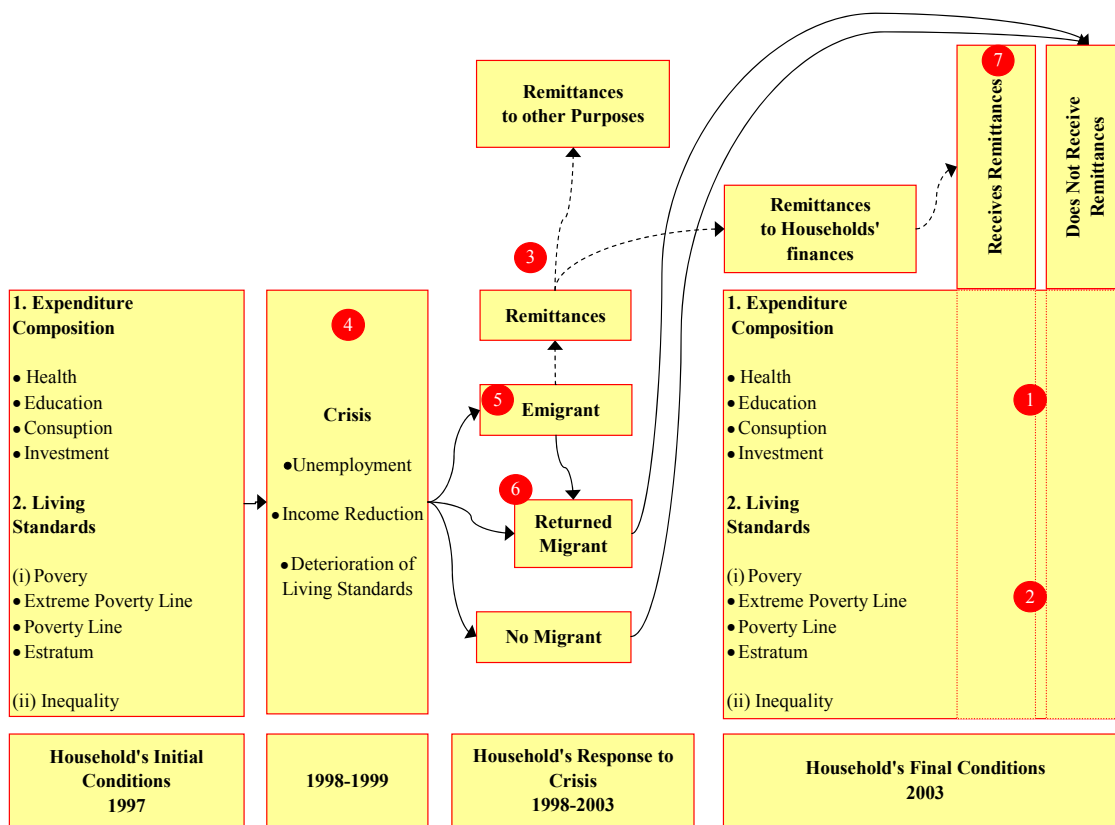 Remittances
to other Purposes
7
Receives Remittances
Does Not Receive
Remittances
Remittances
to Households'
finances
3
Remittances
1. Expenditure
Composition
• Health
• Education
• Consuption
• Investment
2. Living
Standards
(i) Povery
• Extreme Poverty Line
• Poverty Line
• Estratum
(ii) Inequality
4
Crisis
•Unemployment
• Income Reduction
• Deterioration of
Living Standards
5
Emigrant
6
Returned
Migrant
No Migrant
1. Expenditure
Composition
• Health
• Education
• Consuption
• Investment
1
2. Living
Standards
(i) Povery
• Extreme Poverty Line
• Poverty Line
• Estratum
2
(ii) Inequality
Household's Initial
Conditions
1997
1998-1999
Household's Response to
Crisis
1998-2003
Household's Final Conditions
2003